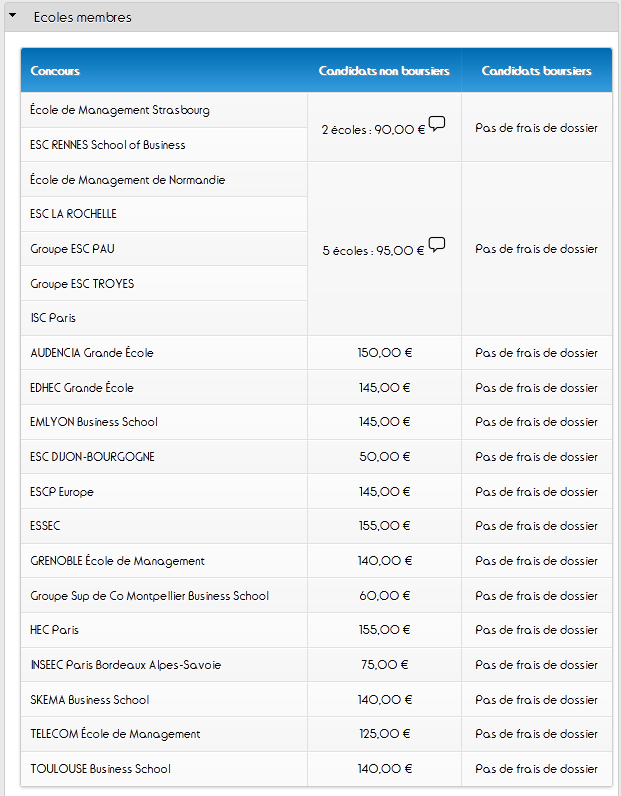 Ecoles membres
Concours Candidats non boursiers Candidats boursiers
École de Management Strasbourg
2 écoles : 90,00 € Pas de frais de dossier
ESC RENNES School of Business
École de Management de Normandie
ESC LA ROCHELLE
Groupe ESC PAU
5 écoles : 95,00 € Pas de frais de dossier
Groupe ESC TROYES
ISC Paris
AUDENCIA Grande École 150,00 € Pas de frais de dossier
EDHEC Grande École 145,00 € Pas de frais de dossier
EMLYON Business School 145,00 € Pas de frais de dossier
ESC DIJON-BOURGOGNE 50,00 € Pas de frais de dossier
ESCP Europe 145,00 € Pas de frais de dossier
ESSEC 155,00 € Pas de frais de dossier
GRENOBLE École de Management 140,00 € Pas de frais de dossier
Groupe Sup de Co Montpellier Business School 60,00 € Pas de frais de dossier
HEC Paris 155,00 € Pas de frais de dossier
INSEEC Paris Bordeaux Alpes-Savoie 75,00 € Pas de frais de dossier
SKEMA Business School 140,00 € Pas de frais de dossier
TELECOM École de Management 125,00 € Pas de frais de dossier
TOULOUSE Business School 140,00 € Pas de frais de dossier